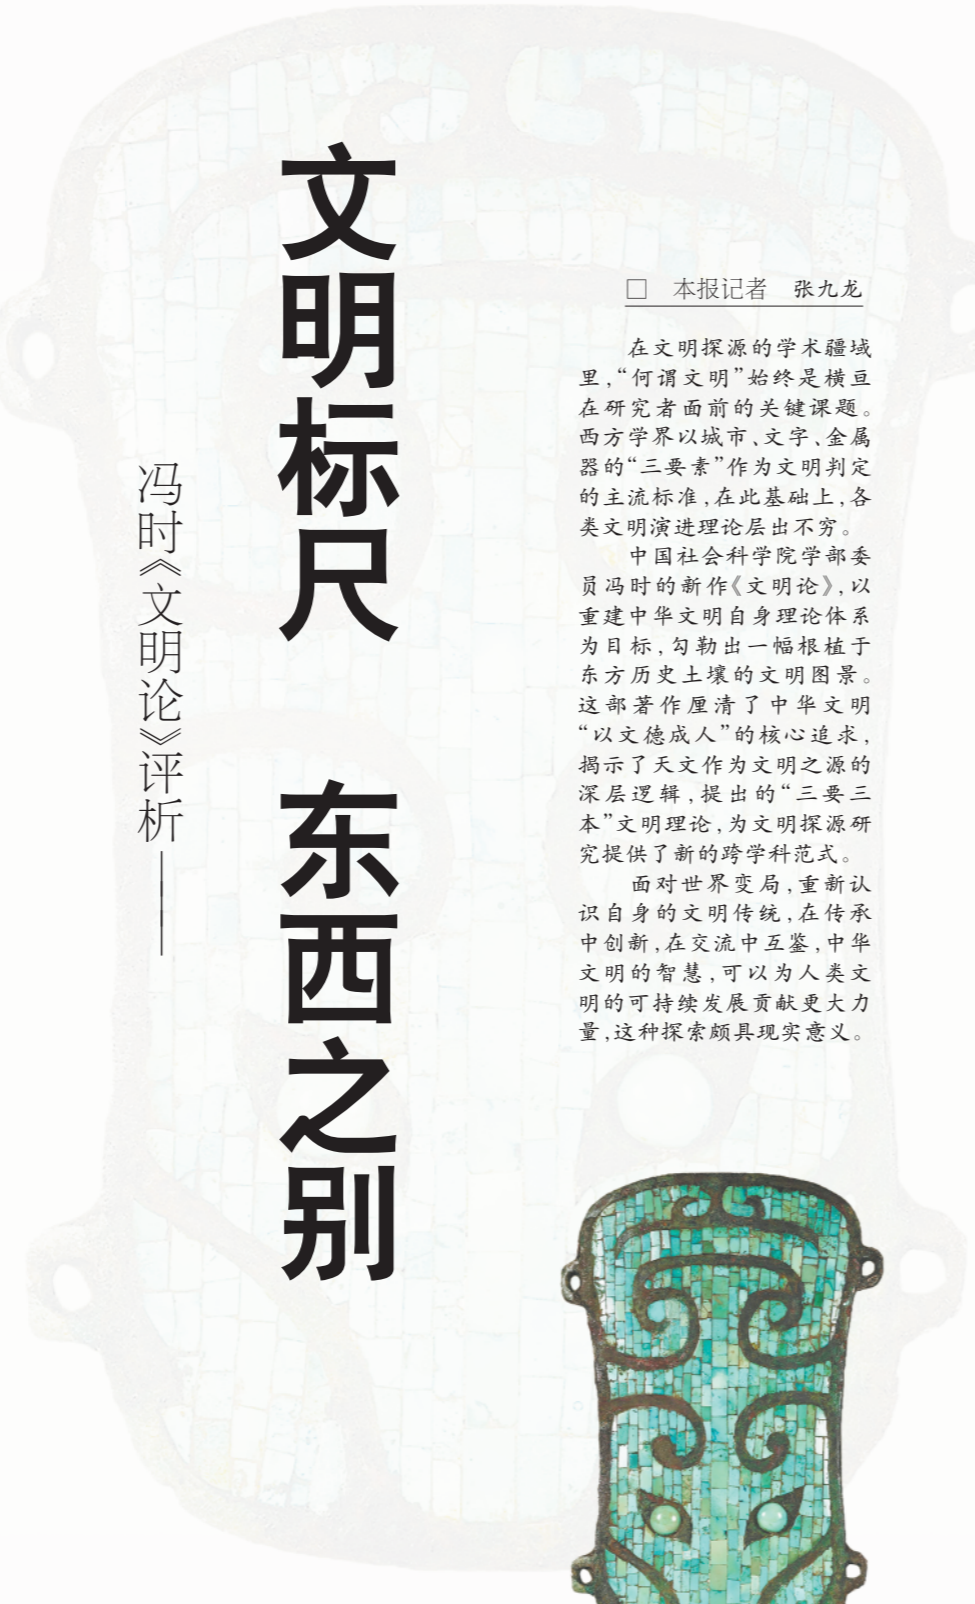 文明标尺 东西之别
冯时《文明论》评析——
□ 本报记者 张九龙
在文明探源的学术疆域
里,“何谓文明”始终是横亘
在研究者面前的关键课题。
西方学界以城市、文字、金属
器的“三要素”作为文明判定
的主流标准,在此基础上,各
类文明演进理论层出不穷。
中国社会科学院学部委
员冯时的新作《文明论》,以
重建中华文明自身理论体系
为目标,勾勒出一幅根植于
东方历史土壤的文明图景。
这部著作厘清了中华文明
“以文德成人”的核心追求,
揭示了天文作为文明之源的
深层逻辑,提出的“三要三
本”文明理论,为文明探源研
究提供了新的跨学科范式。
面对世界变局,重新认
识自身的文明传统,在传承
中创新,在交流中互鉴,中华
文明的智慧,可以为人类文
明的可持续发展贡献更大力
量,这种探索颇具现实意义。